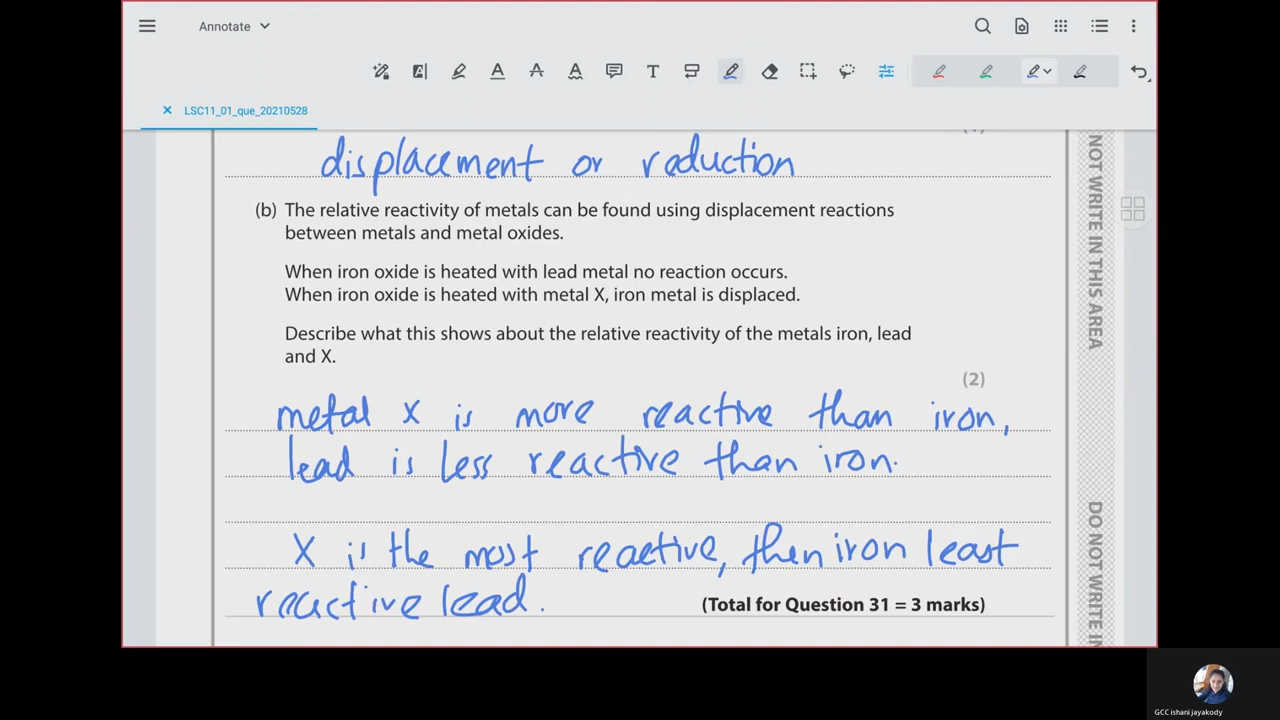 Annotate
LSC11_01_que_20210528
displacement or reduction
(b) The relative reactivity of metals can be found using displacement reactions
between metals and metal oxides.
When iron oxide is heated with lead metal no reaction occurs.
When iron oxide is heated with metal X, iron metal is displaced.
Describe what this shows about the relative reactivity of the metals iron, lead
and X.
(2)
metal X is more reactive than iron,
lead is less reactive than iron.
X is the most reactive, then iron least
reactive lead.
(Total for Question 31 = 3 marks)
NOT WRITE IN THIS AREA
DO NOT WRITE IN
GCC ishani jayakody